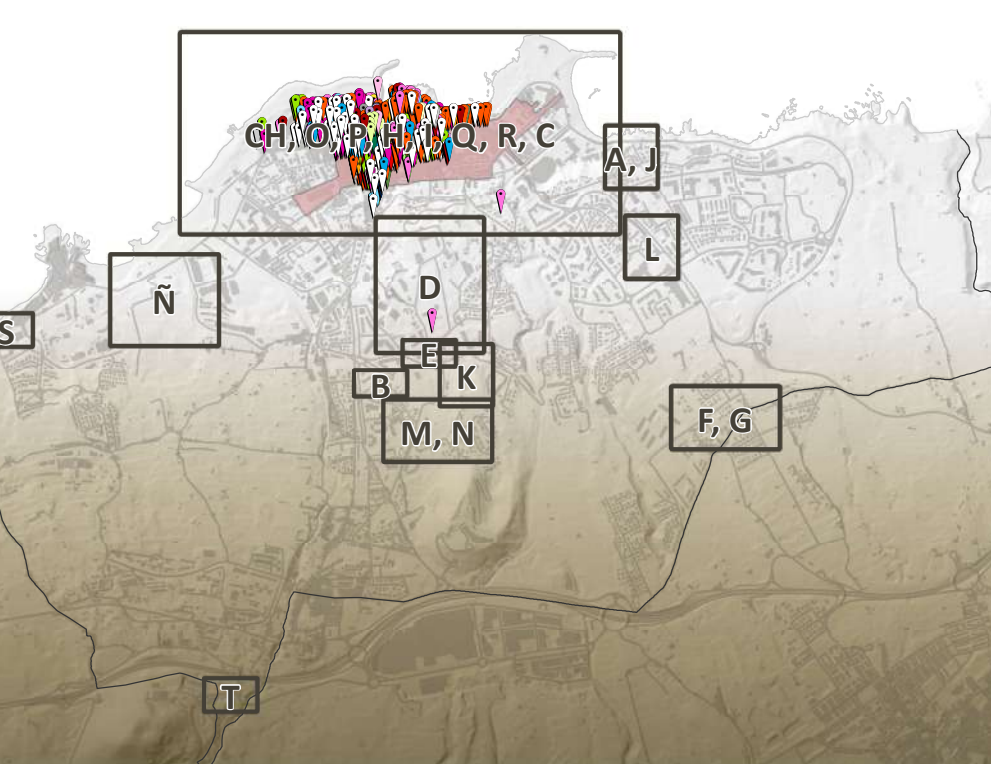 CH, O, P, H, I, Q, R, C
A, J
L
D
Ñ
S
E
K
B
F, G
M, N
T